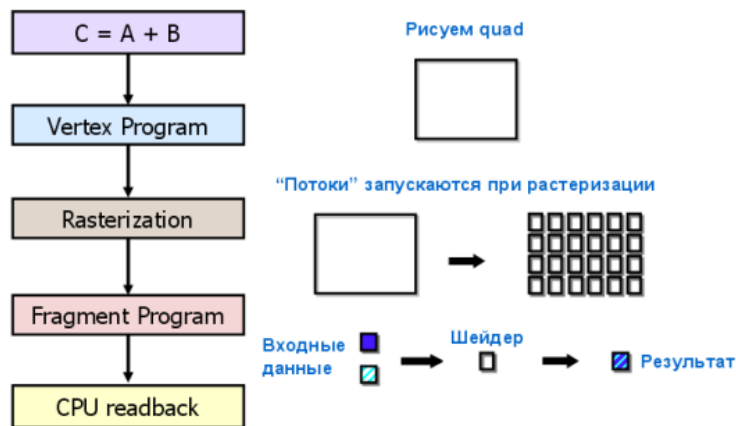 C = A + B
Рисуем quad
Vertex Program
“Потоки” запускаются при растеризации
Rasterization
Fragment Program
Входные
данные
Шейдер
Результат
CPU readback